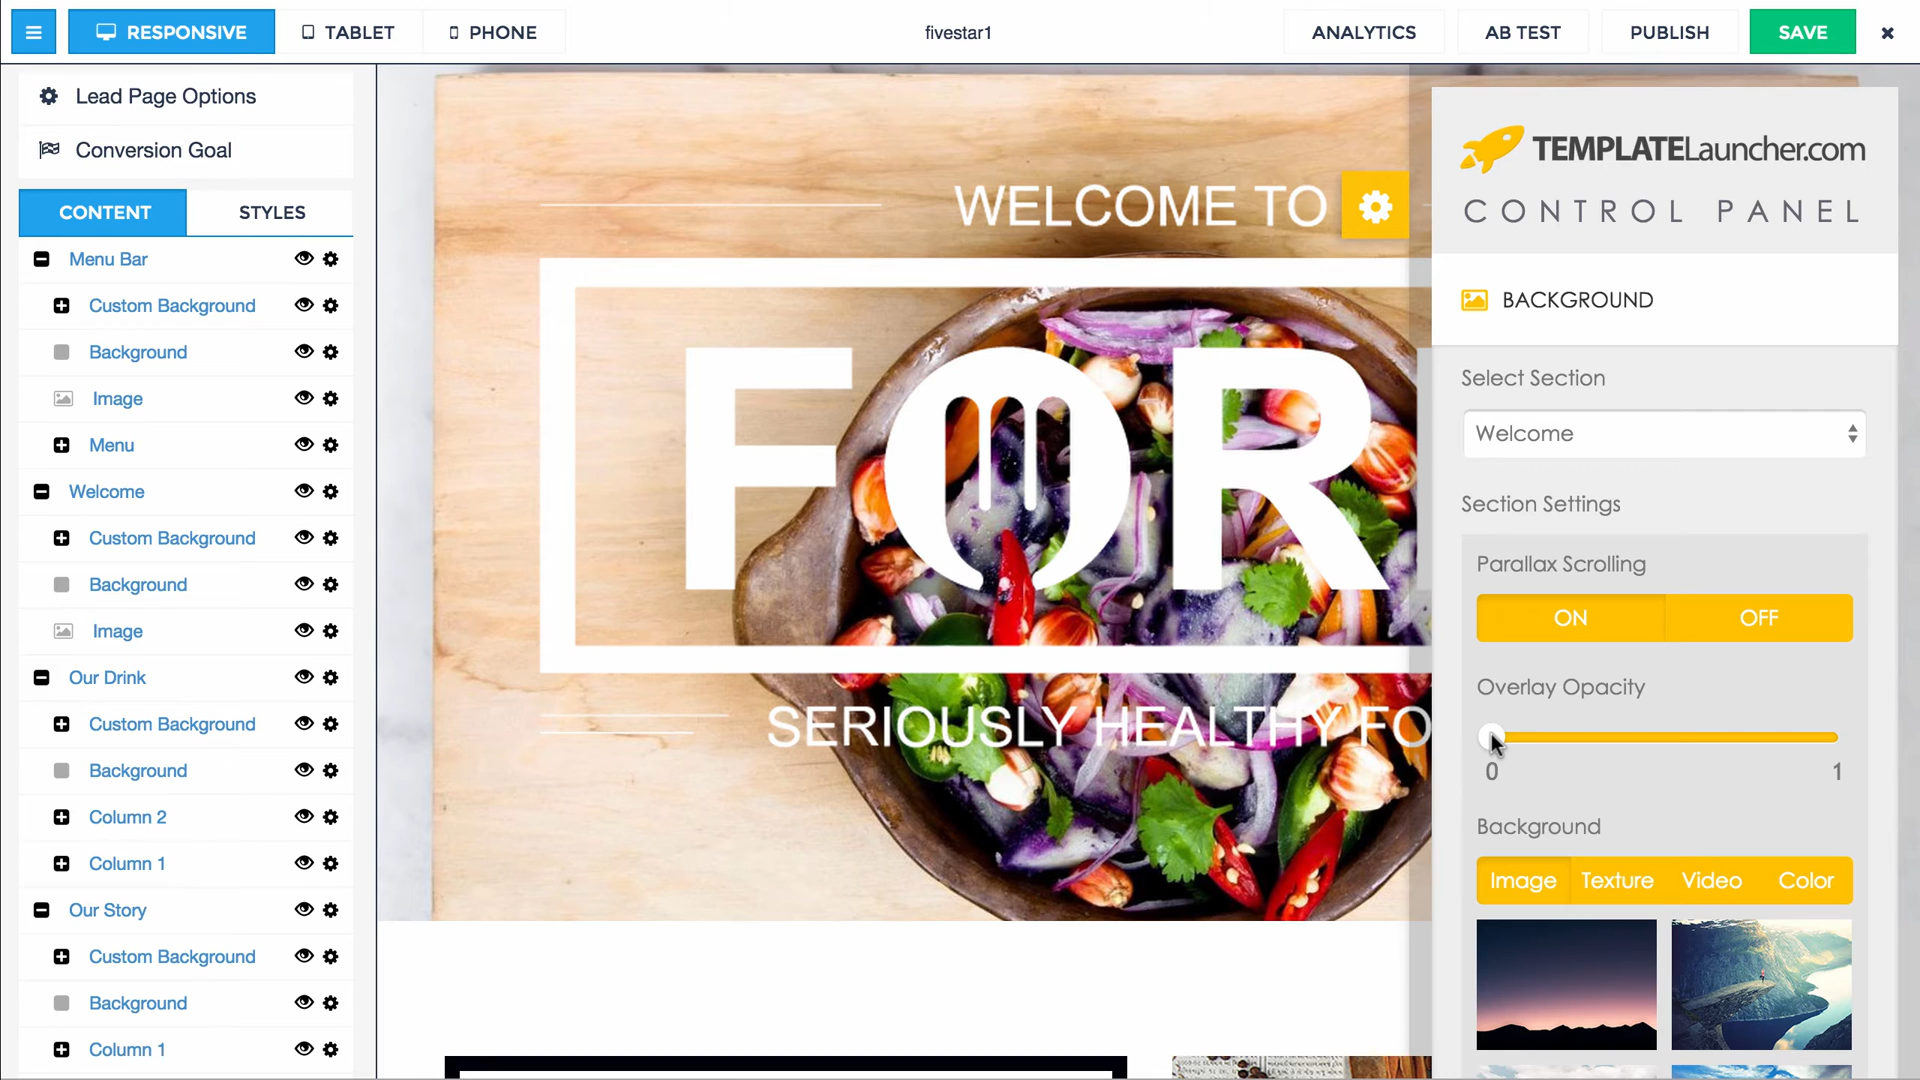 RESPONSIVE
TABLET
PHONE
fivestar1
ANALYTICS
AB TEST
PUBLISH
SAVE
Lead Page Options
Conversion Goal
CONTENT
STYLES
Menu Bar
Custom Background
Background
Image
Menu
Welcome
Custom Background
Background
Image
Our Drink
Custom Background
Background
Column 2
Column 1
Our Story
Custom Background
Background
Column 1
WELCOME TO
FOR
SERIOUSLY HEALTHY FO
TEMPLATELauncher.com
CONTROL PANEL
BACKGROUND
Select Section
Welcome
Section Settings
Parallax Scrolling
ON
OFF
Overlay Opacity
0
1
Background
Image
Texture
Video
Color